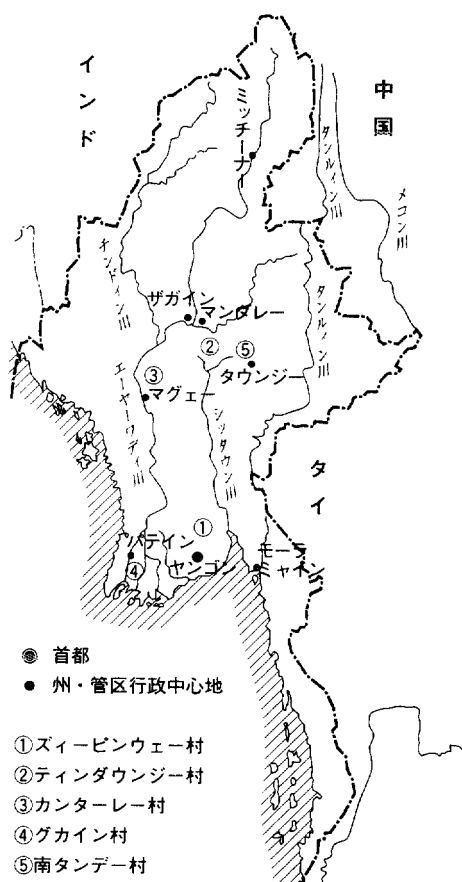 インド
中国
ミッチーナー
タンルイン川
メコン川
オンドィン川
ザガイン
マンダレー
タンルイン川
②
⑤
タウンジー
③
マグェー
エーヤーワディ川
シッタウン川
タイ
①
パテイン
ヤンゴン
④
モーラ
ミャイン
首都
州・管区行政中心地
①ズィービンウェー村
②ティンダウンジー村
③カンターレー村
④グカイン村
⑤南タンデー村